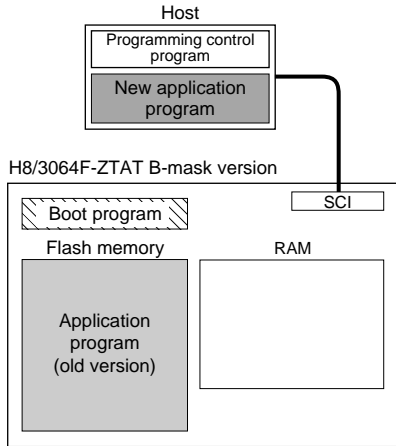 Host
Programming control
program
New application
program
H8/3064F-ZTAT B-mask version
SCI
Boot program
Flash memory
RAM
Application
program
(old version)